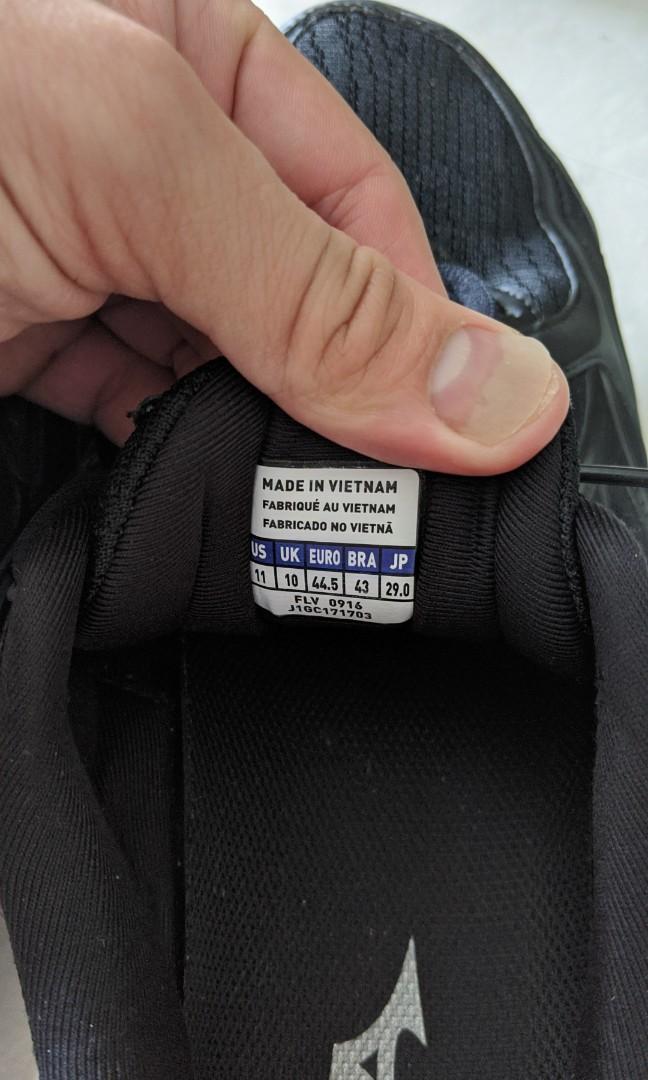 MADE IN VIETNAM
FABRIQUÉ AU VIETNAM
FABRICADO NO VIETNÃ
US UK EURO BRA JP
11 10 44.5 43 29.0
FLV 0916
J1GC171703